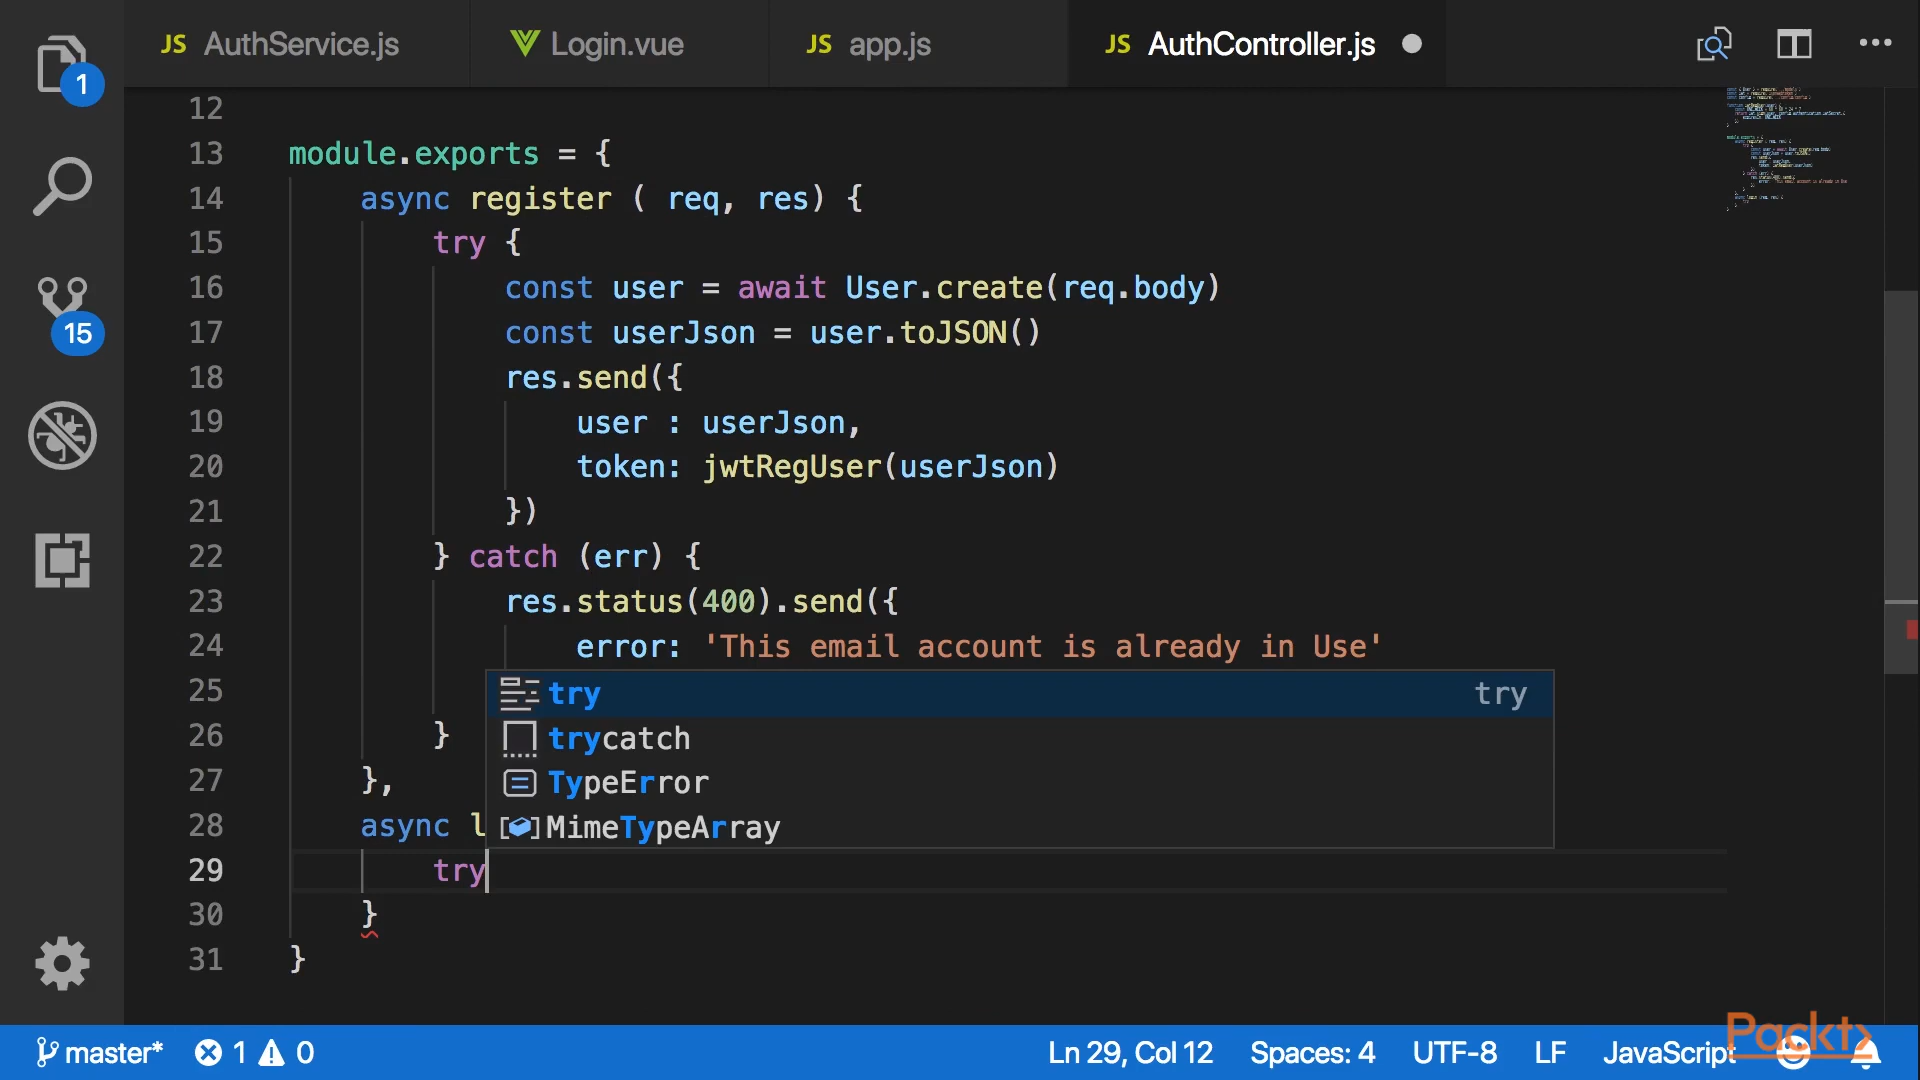 JS AuthService.js
Login.vue
JS app.js
JS AuthController.js
1
15
12
13 module.exports = {
14 async register ( req, res) {
15 try {
16 const user = await User.create(req.body)
17 const userJson = user.toJSON()
18 res.send({
19 user : userJson,
20 token: jwtRegUser(userJson)
21 })
22 } catch (err) {
23 res.status(400).send({
24 error: 'This email account is already in Use'
25
26 }
27 },
28 async l
29 try
30 }
31 }
try try
trycatch
TypeError
MimeTypeArray
master* 1 0 Ln 29, Col 12 Spaces: 4 UTF-8 LF JavaScript
Packt>